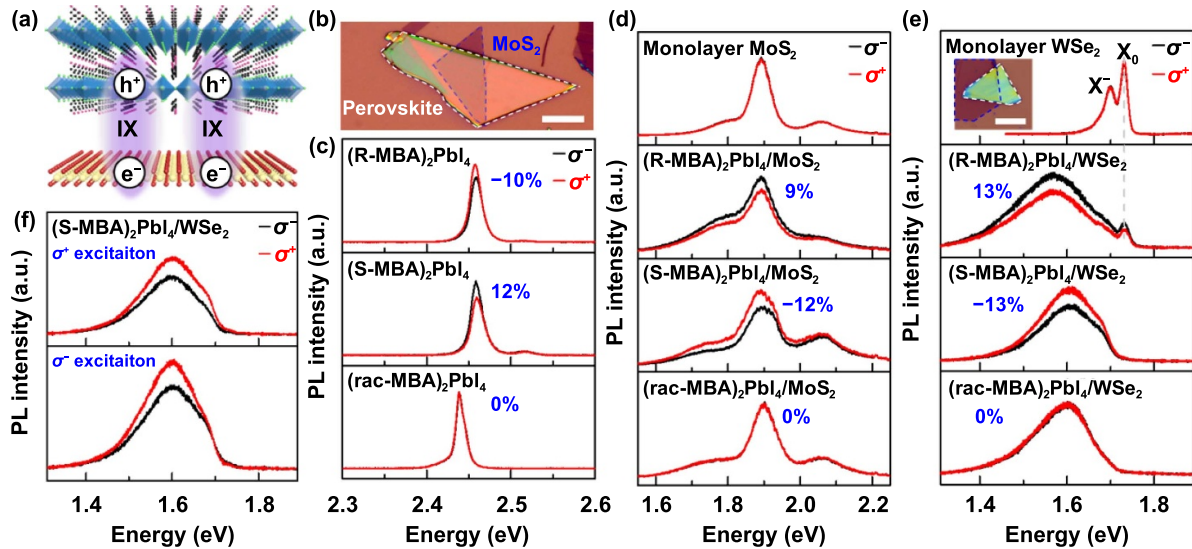 (a)
h⁺ h⁺
IX IX
e⁻ e⁻
(b)
MoS₂
Perovskite
(c)
(R-MBA)₂PbI₄ σ⁻
−10% σ⁺
(S-MBA)₂PbI₄
12%
(rac-MBA)₂PbI₄
0%
PL intensity (a.u.)
2.3 2.4 2.5 2.6
Energy (eV)
(d)
Monolayer MoS₂ σ⁻
σ⁺
(R-MBA)₂PbI₄/MoS₂
9%
(S-MBA)₂PbI₄/MoS₂
−12%
(rac-MBA)₂PbI₄/MoS₂
0%
PL intensity (a.u.)
1.6 1.8 2.0 2.2
Energy (eV)
(e)
Monolayer WSe₂ σ⁻
X₀ σ⁺
X⁻
(R-MBA)₂PbI₄/WSe₂
13%
(S-MBA)₂PbI₄/WSe₂
−13%
(rac-MBA)₂PbI₄/WSe₂
0%
PL intensity (a.u.)
1.4 1.6 1.8
Energy (eV)
(f)
(S-MBA)₂PbI₄/WSe₂ σ⁻
σ⁺ excitaiton σ⁺
σ⁻ excitaiton
PL intensity (a.u.)
1.4 1.6 1.8
Energy (eV)